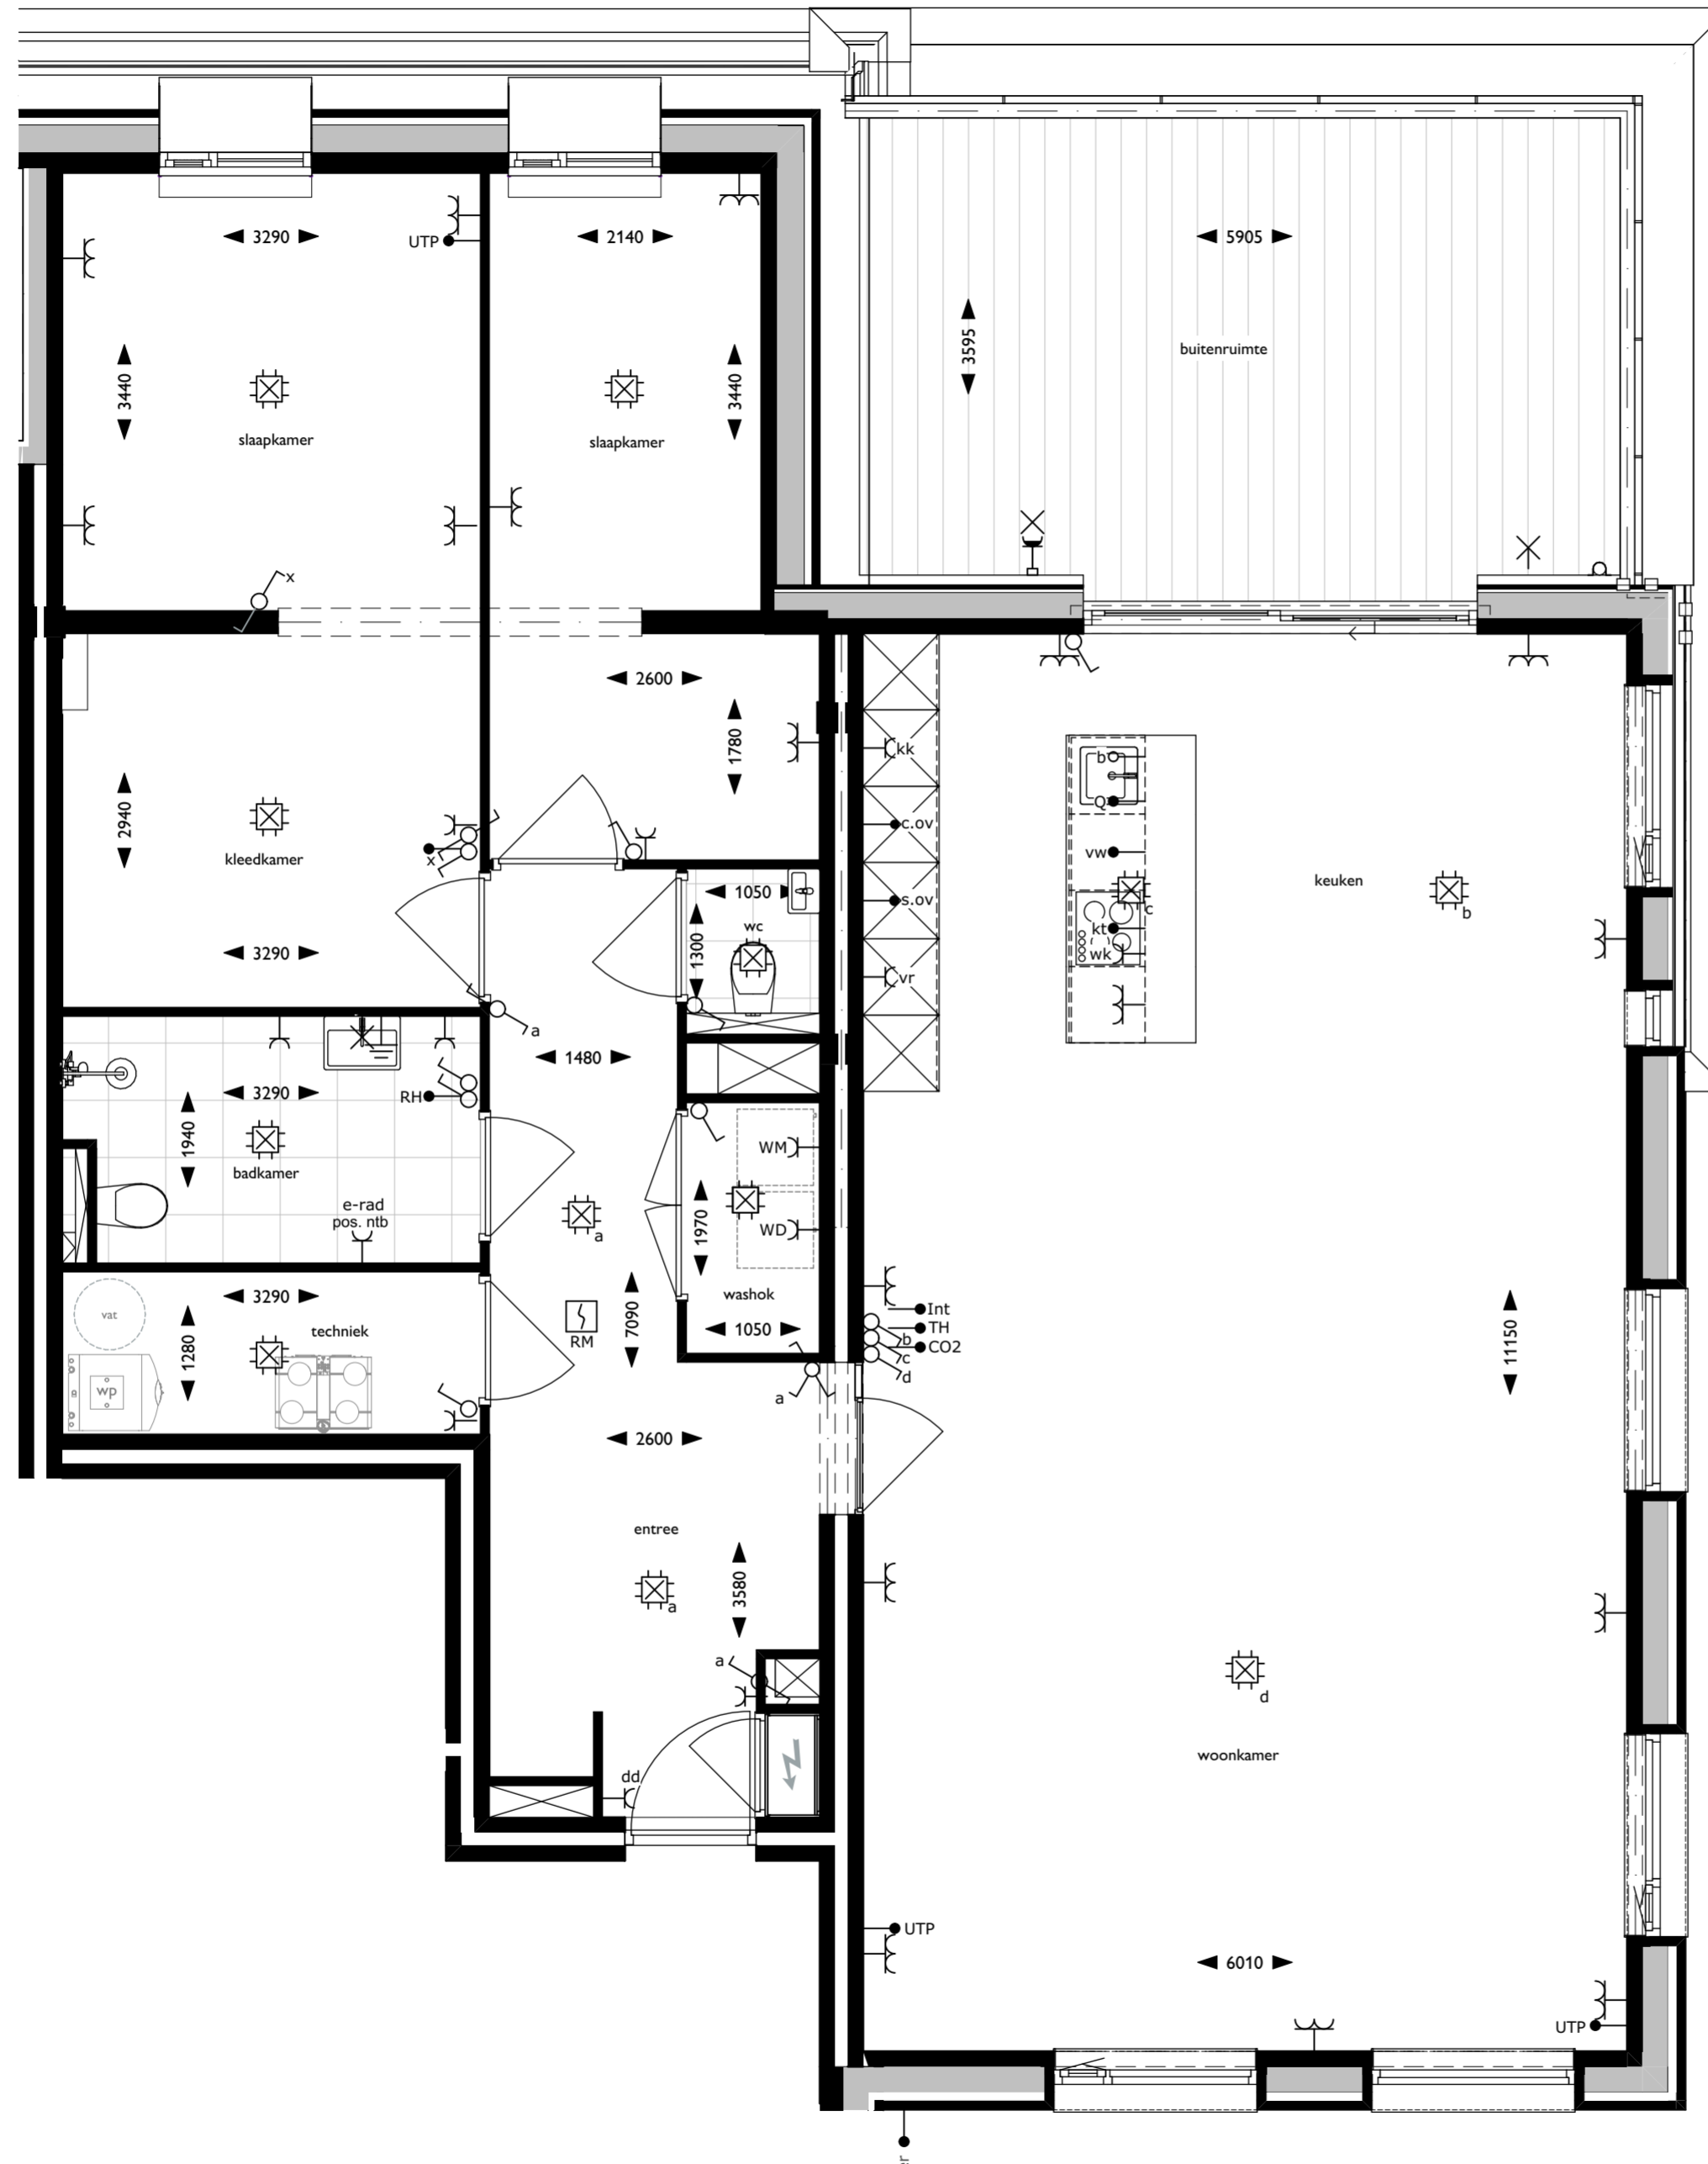 3290
UTP
2140
5905
3440
3440
3595
buitenruimte
slaapkamer
slaapkamer
x
2600
1780
kk
b
2940
c.ov
Q
x
vw
kleedkamer
keuken
1050
s.ov
c
b
wc
kt
3290
1300
wk
vr
a
1480
3290
RH
1940
badkamer
WM
e-rad
pos. ntb
a
1970
WD
3290
washok
Int
vat
techniek
7090
TH
1280
RM
1050
b
CO2
11150
c
d
wp
a
2600
entree
3580
a
a
d
woonkamer
dd
UTP
6010
UTP